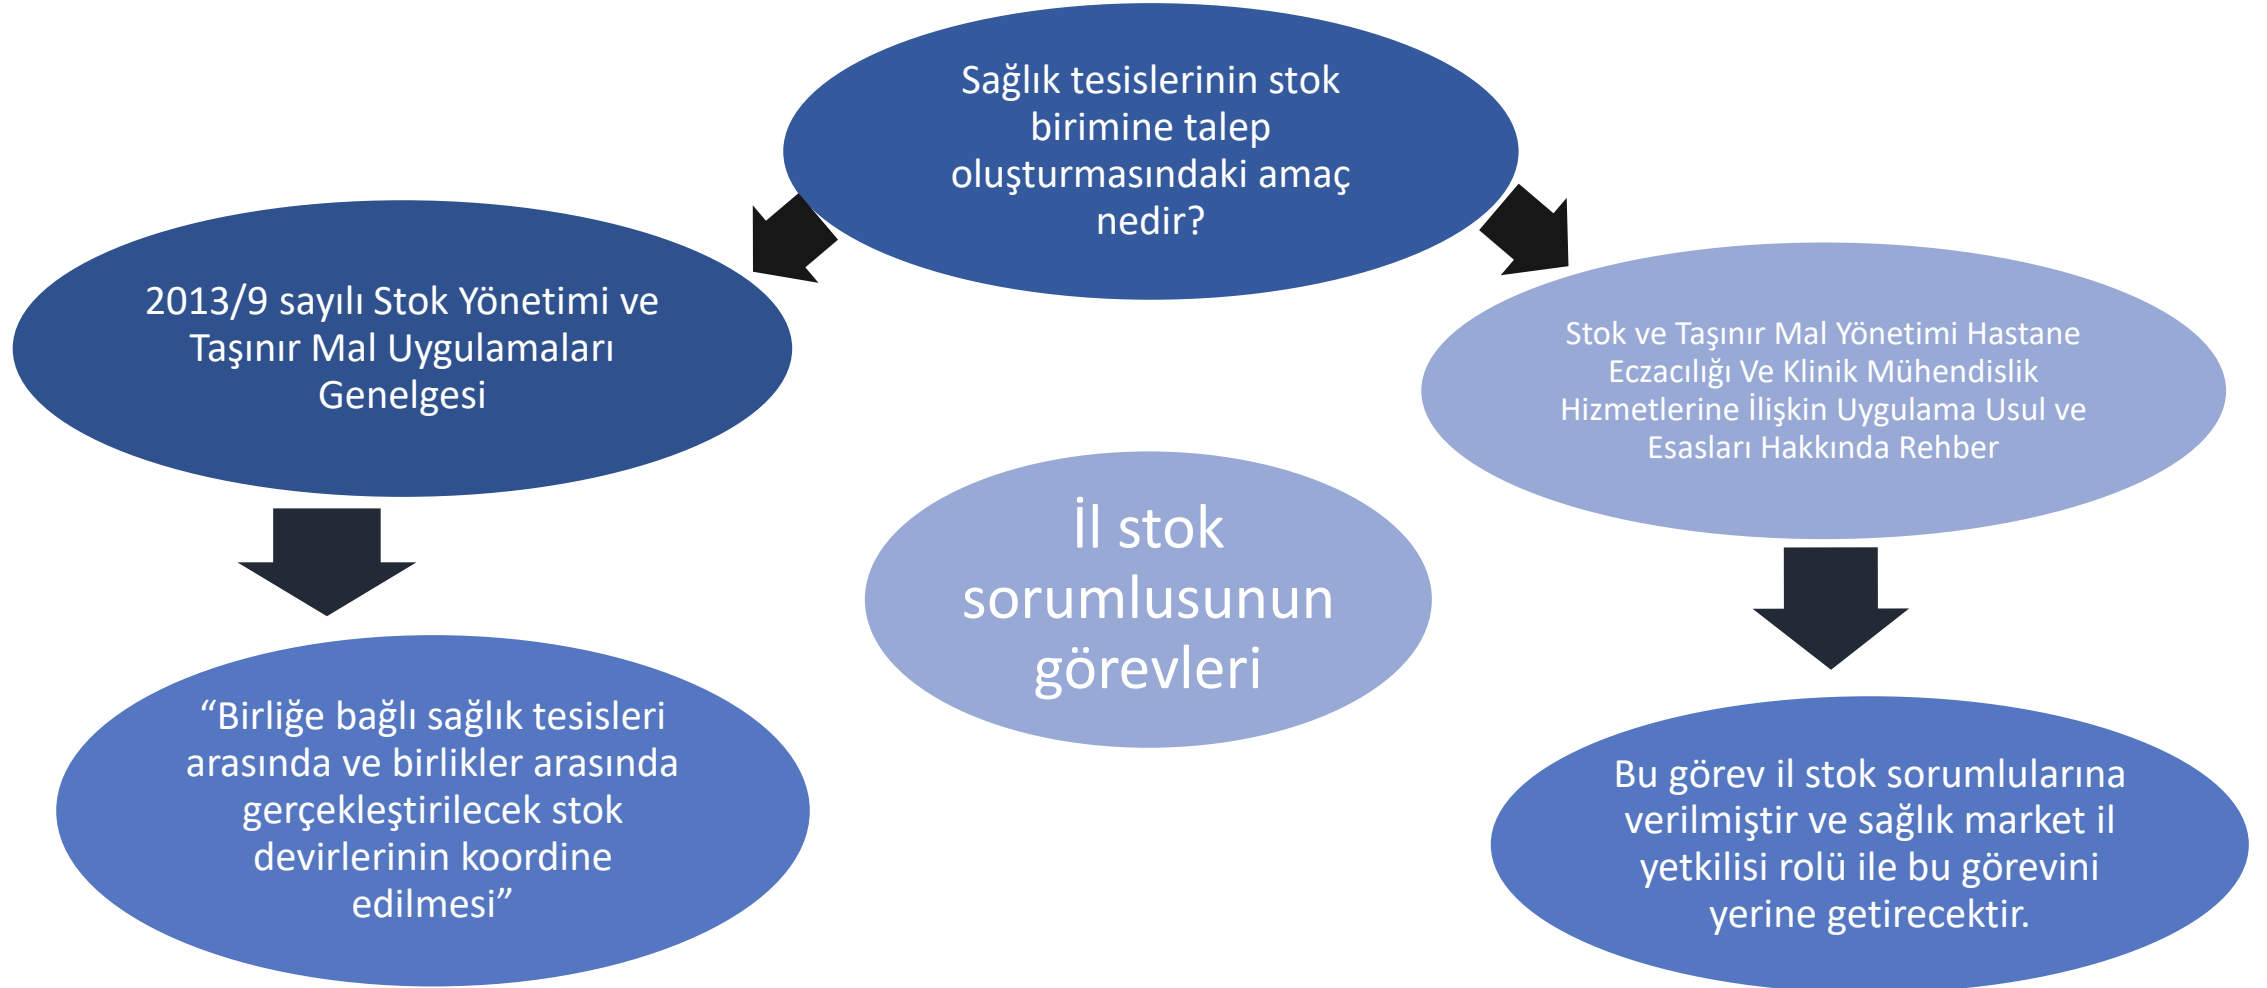 Sağlık tesislerinin stok
birimine talep
oluşturmasındaki amaç
nedir?
2013/9 sayılı Stok Yönetimi ve
Taşınır Mal Uygulamaları
Genelgesi
Stok ve Taşınır Mal Yönetimi Hastane
Eczacılığı Ve Klinik Mühendislik
Hizmetlerine İlişkin Uygulama Usul ve
Esasları Hakkında Rehber
İl stok
sorumlusunun
görevleri
“Birliğe bağlı sağlık tesisleri
arasında ve birlikler arasında
gerçekleştirilecek stok
devirlerinin koordine
edilmesi”
Bu görev il stok sorumlularına
verilmiştir ve sağlık market il
yetkilisi rolü ile bu görevini
yerine getirecektir.